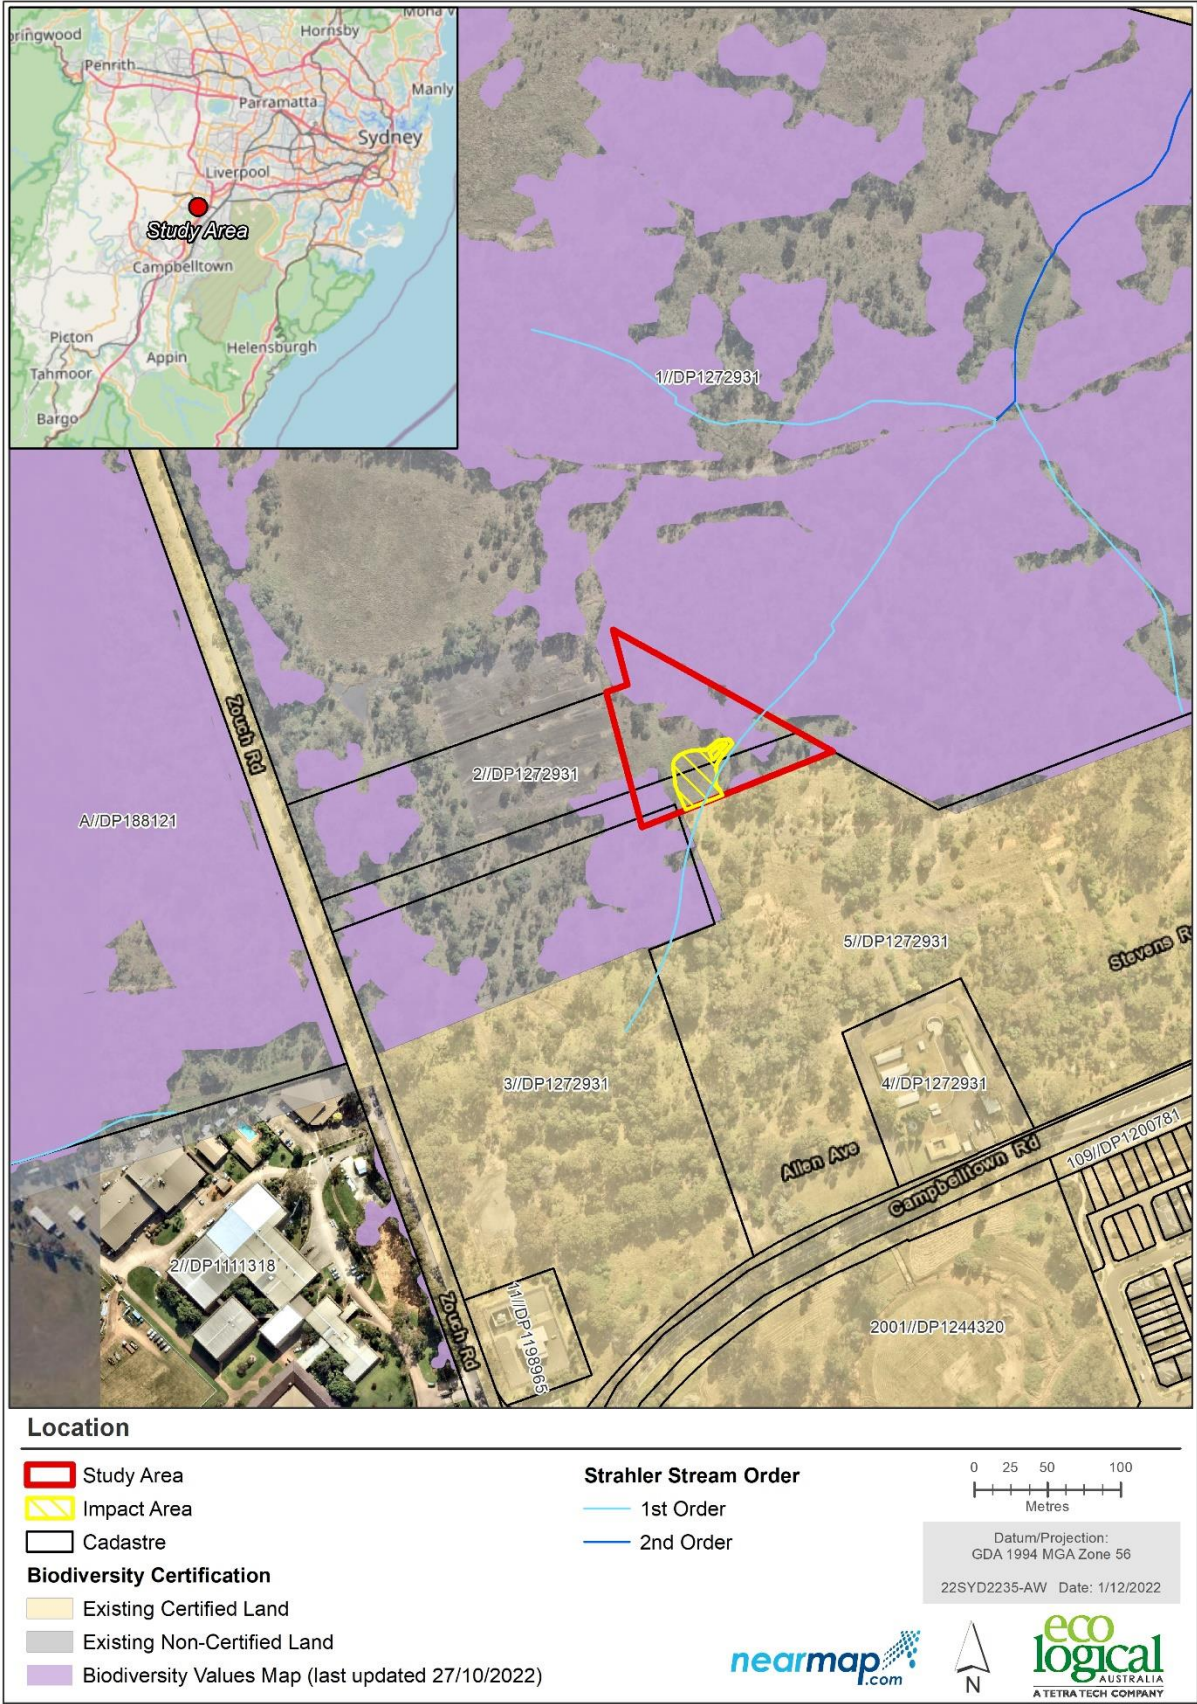 Mona V
pringwood
Hornsby
Penrith
Manly
Parramatta
Sydney
Liverpool
Study Area
Campbelltown
Picton
Appin
Helensburgh
Tahmoor
Bargo
1//DP1272931
Zouch Rd
2//DP1272931
A//DP188121
5//DP1272931
Stevens R
3//DP1272931
4//DP1272931
Allen Ave
Campbelltown Rd
109//DP1200781
2//DP1111318
Zouch Rd
11//DP1198965
2001//DP1244320
Location
Study Area
Impact Area
Cadastre
Biodiversity Certification
Existing Certified Land
Existing Non-Certified Land
Biodiversity Values Map (last updated 27/10/2022)
Strahler Stream Order
1st Order
2nd Order
0 25 50 100
Metres
Datum/Projection:
GDA 1994 MGA Zone 56
22SYD2235-AW Date: 1/12/2022
nearmap
.com
N
eco
logical
AUSTRALIA
A TETRA TECH COMPANY